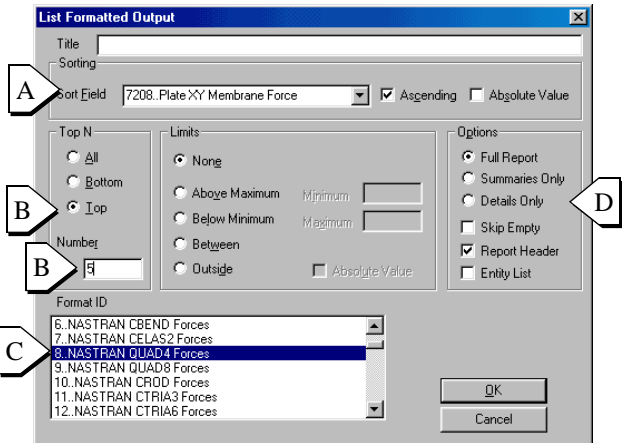 List Formatted Output
Title
Sorting
A
Sort Field 7208..Plate XY Membrane Force Ascending Absolute Value
Top N
All
Bottom
B
Top
Number
B
5
Limits
None
Above Maximum Minimum
Below Minimum Maximum
Between
Outside Absolute Value
Options
Full Report
Summaries Only
Details Only
D
Skip Empty
Report Header
Entity List
Format ID
6..NASTRAN CBEND Forces
7..NASTRAN CELAS2 Forces
C
8..NASTRAN QUAD4 Forces
9..NASTRAN QUAD8 Forces
10..NASTRAN CROD Forces
11..NASTRAN CTRIA3 Forces
12..NASTRAN CTRIA6 Forces
OK
Cancel